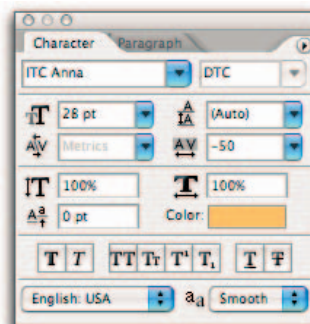 Character Paragraph
ITC Anna DTC
28 pt (Auto)
Metrics -50
100% 100%
0 pt Color:
T T TT Tт T¹ T₁ T T
English: USA aa Smooth